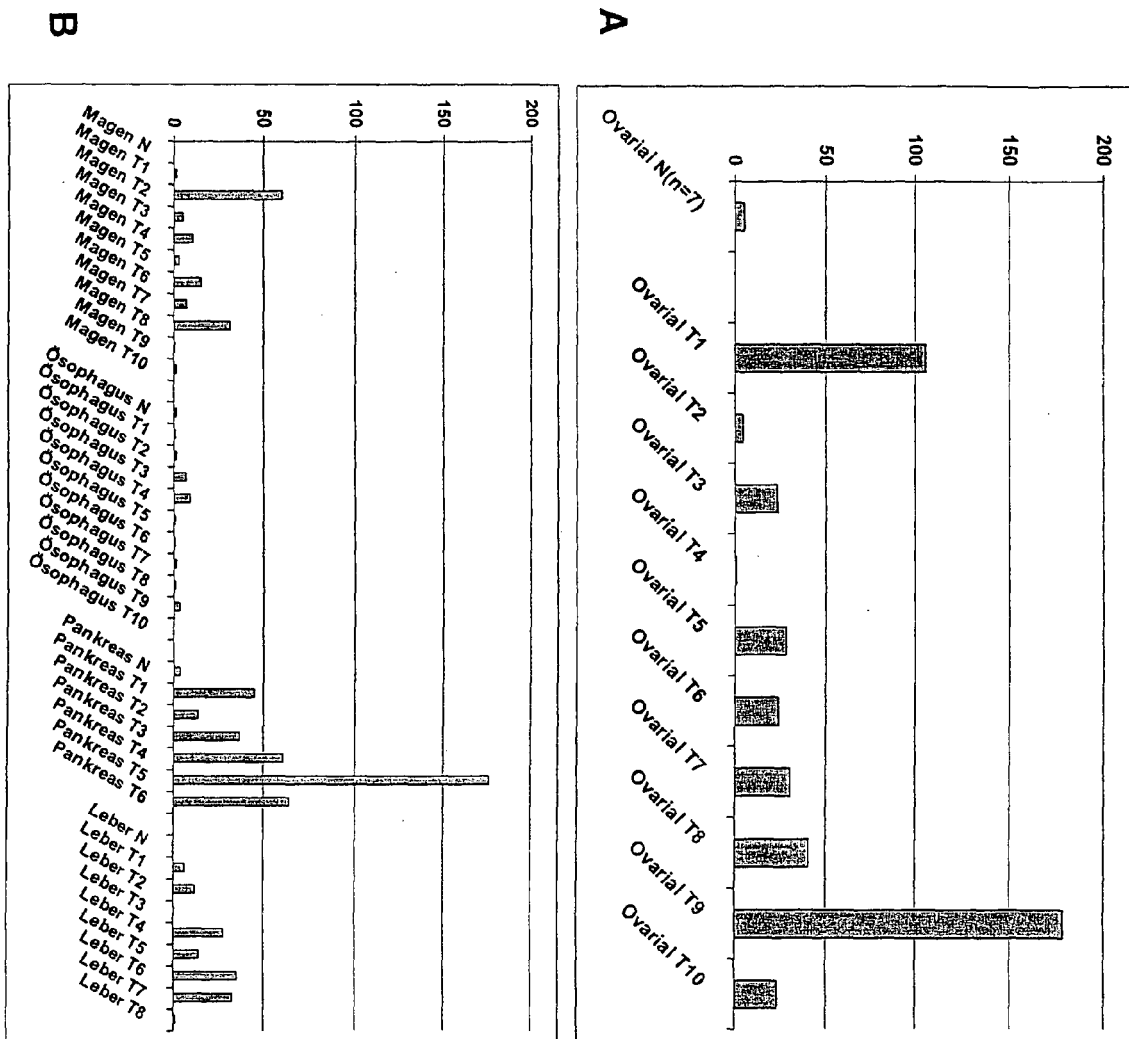 A
200
150
100
50
0
Ovarial N(n=7)
Ovarial T1
Ovarial T2
Ovarial T3
Ovarial T4
Ovarial T5
Ovarial T6
Ovarial T7
Ovarial T8
Ovarial T9
Ovarial T10
B
200
150
100
50
0
Magen N
Magen T1
Magen T2
Magen T3
Magen T4
Magen T5
Magen T6
Magen T7
Magen T8
Magen T9
Magen T10
Ösophagus N
Ösophagus T1
Ösophagus T2
Ösophagus T3
Ösophagus T4
Ösophagus T5
Ösophagus T6
Ösophagus T7
Ösophagus T8
Ösophagus T9
Ösophagus T10
Pankreas N
Pankreas T1
Pankreas T2
Pankreas T3
Pankreas T4
Pankreas T5
Pankreas T6
Leber N
Leber T1
Leber T2
Leber T3
Leber T4
Leber T5
Leber T6
Leber T7
Leber T8